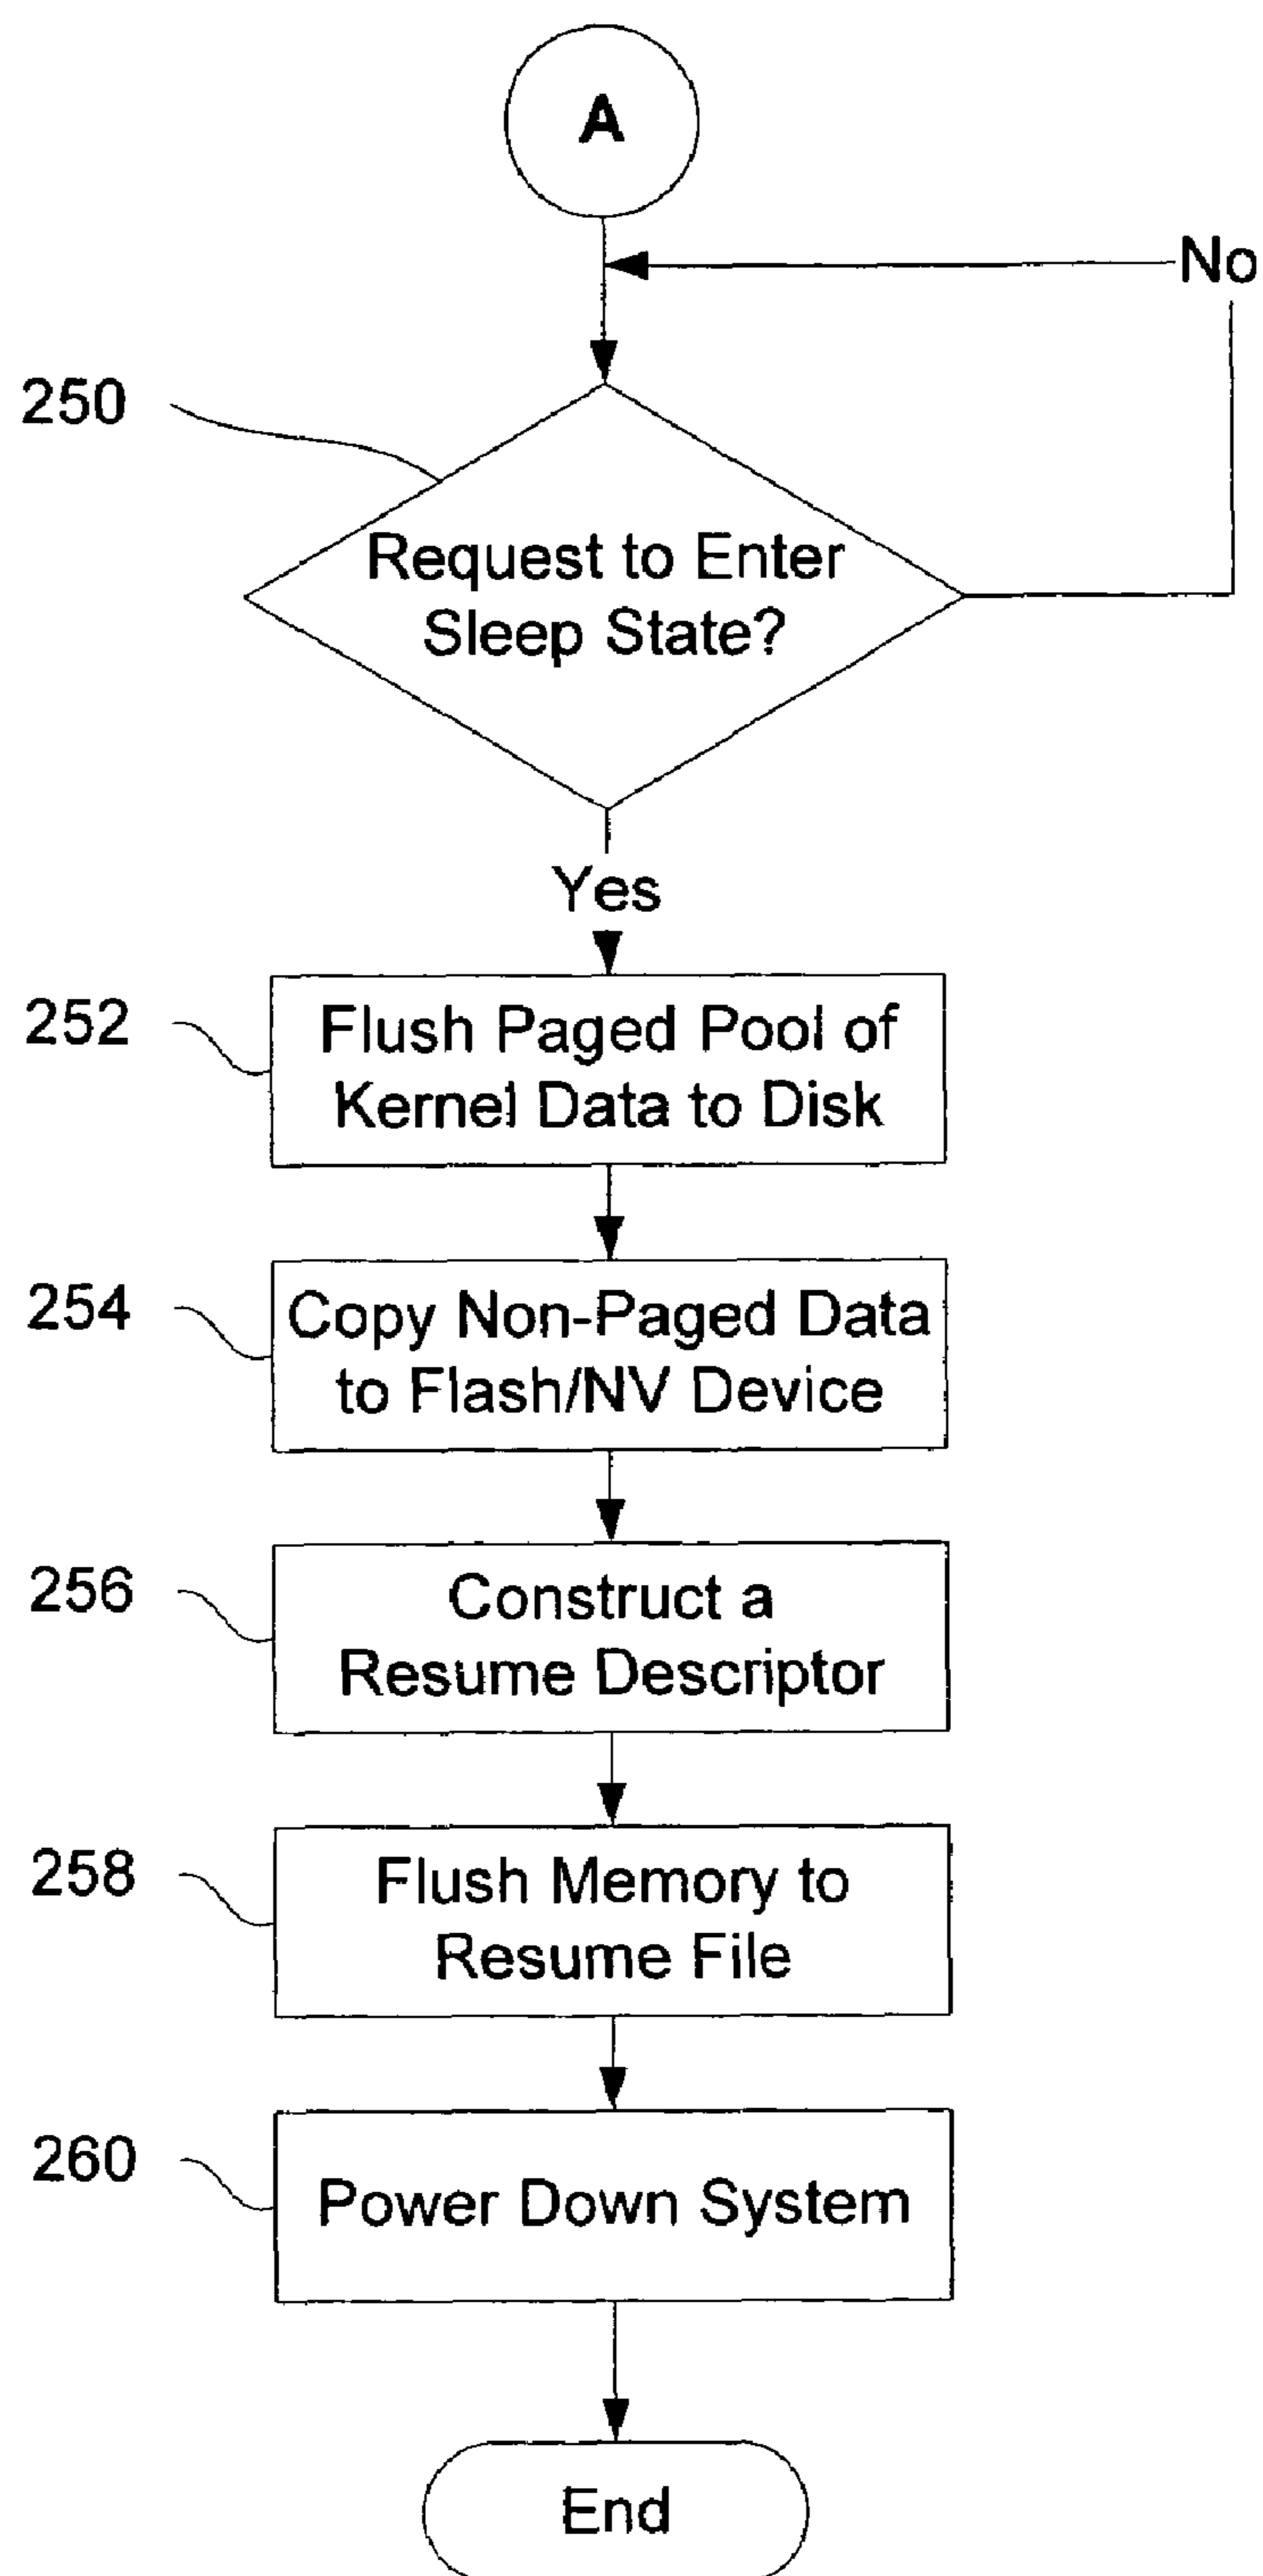 A
No
250
Request to Enter
Sleep State?
Yes
252
Flush Paged Pool of
Kernel Data to Disk
254
Copy Non-Paged Data
to Flash/NV Device
256
Construct a
Resume Descriptor
258
Flush Memory to
Resume File
260
Power Down System
End